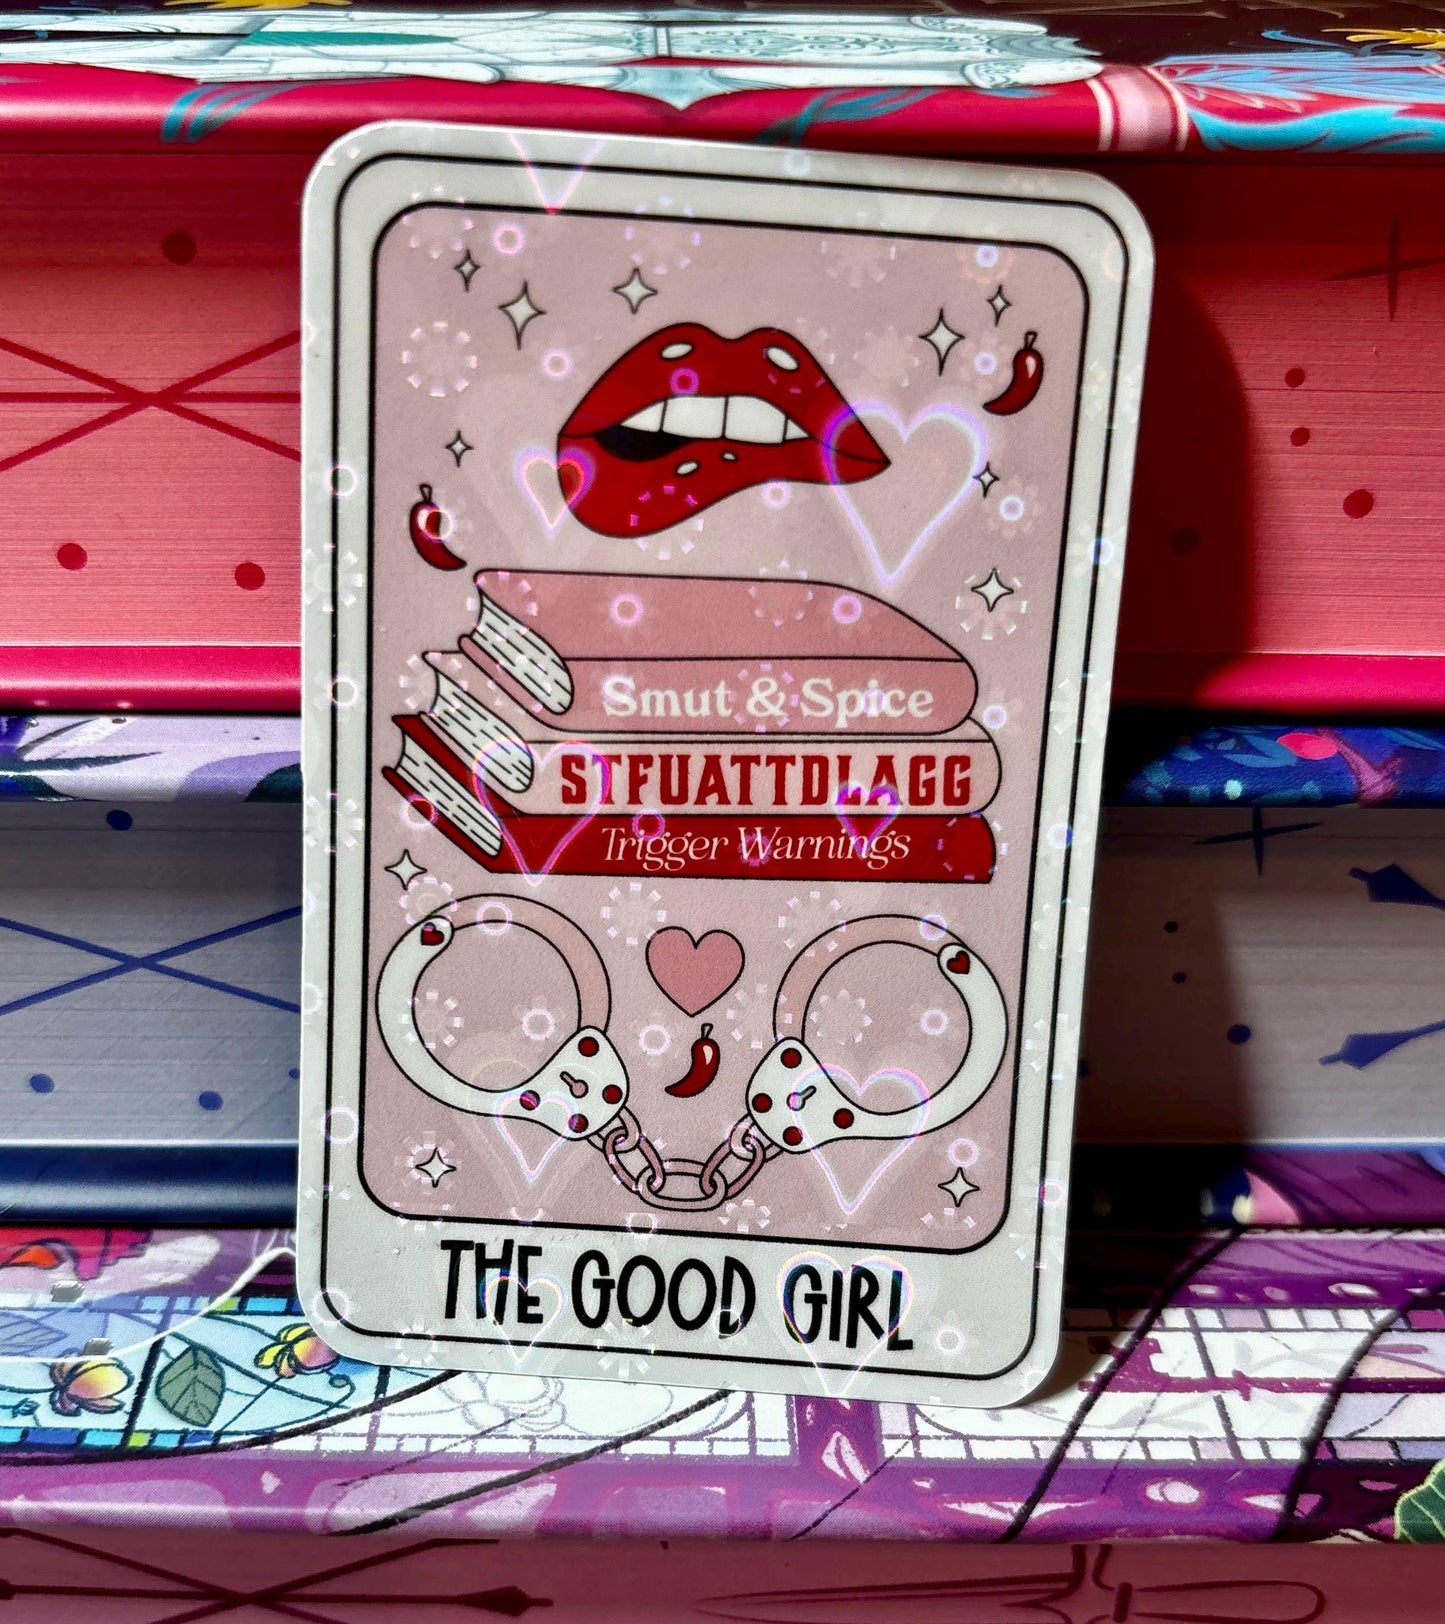 Smut & Spice
STFUATTDLAGG
Trigger Warnings
THE GOOD GIRL